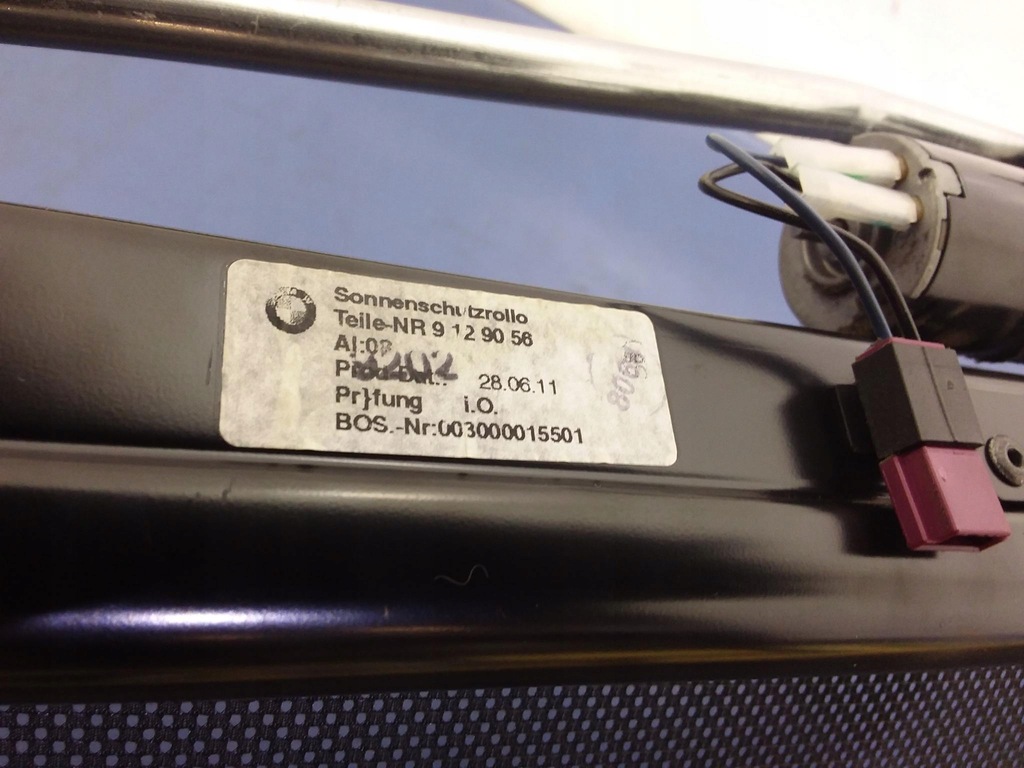 Sonnenschutzrollo
Teile-NR 9 12 90 56
28.06.11
Pr}fung i.O.
BOS.-Nr:003000015501